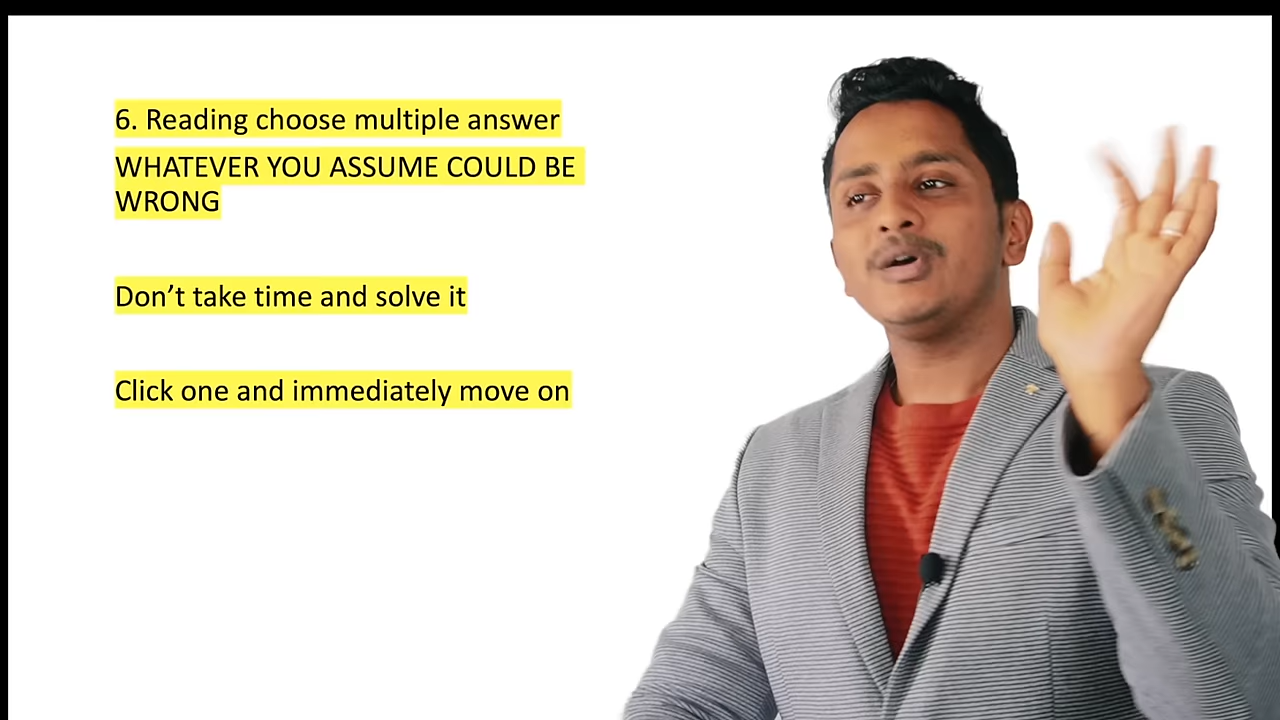 6. Reading choose multiple answer
WHATEVER YOU ASSUME COULD BE
WRONG
Don’t take time and solve it
Click one and immediately move on